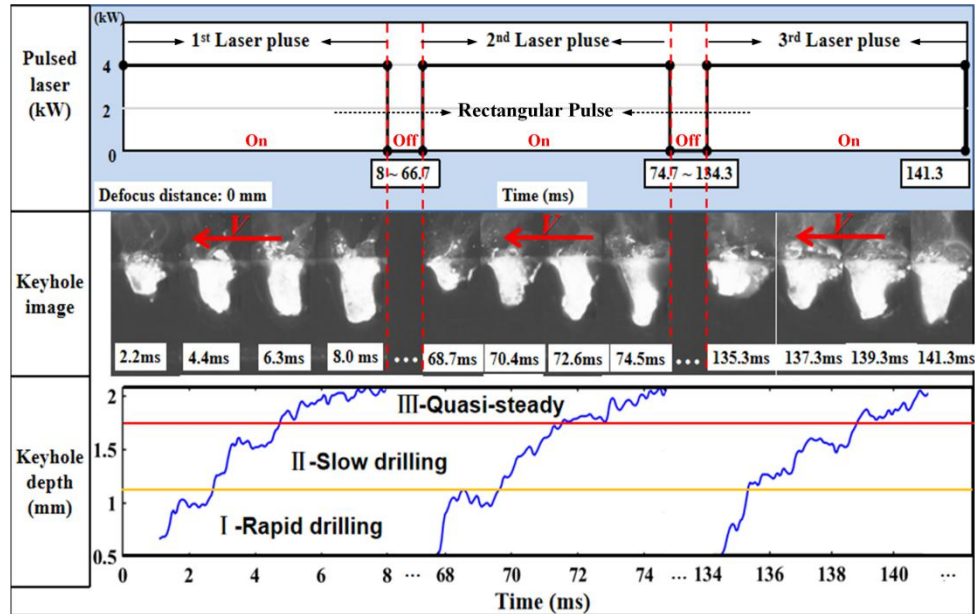 (kW)
6
4
2
0
Pulsed
laser
(kW)
1st Laser pluse
2nd Laser pluse
3rd Laser pluse
Rectangular Pulse
On
Off
On
Off
On
8 ~ 66.7
74.7 ~ 134.3
141.3
Defocus distance: 0 mm
Time (ms)
Keyhole
image
V
V
V
2.2ms
4.4ms
6.3ms
8.0 ms
...
68.7ms
70.4ms
72.6ms
74.5ms
...
135.3ms
137.3ms
139.3ms
141.3ms
Keyhole
depth
(mm)
2
1.5
1
0.5
Ⅲ-Quasi-steady
Ⅱ-Slow drilling
Ⅰ-Rapid drilling
0 2 4 6 8 ... 68 70 72 74 ... 134 136 138 140 ...
Time (ms)